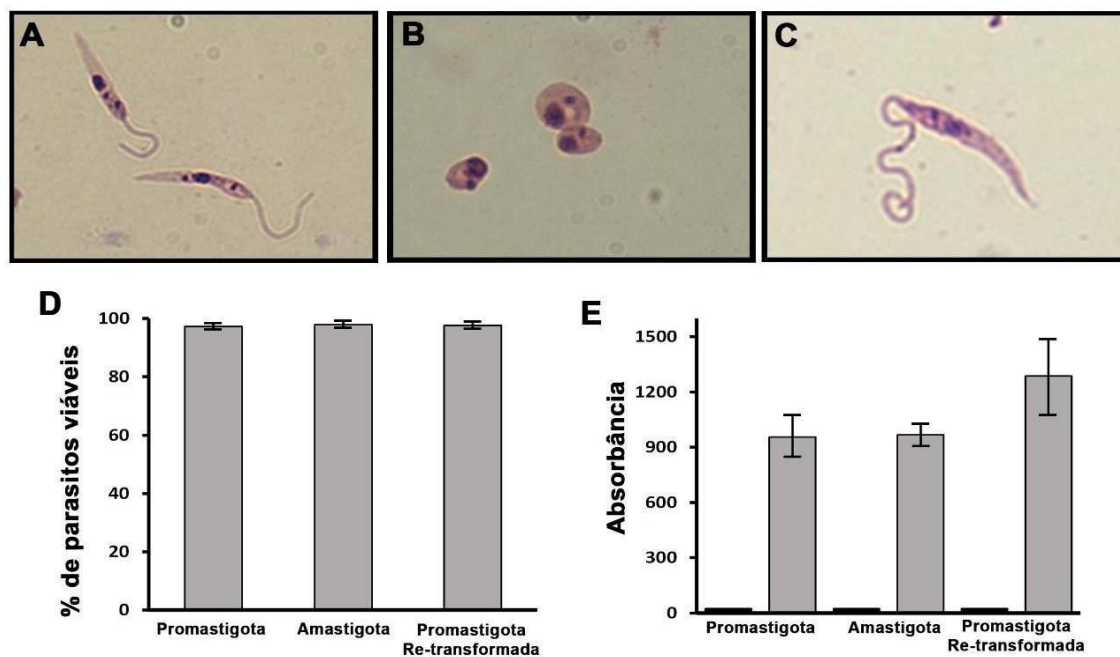 A
B
C
D
% de parasitos viáveis
100
80
60
40
20
0
Promastigota
Amastigota
Promastigota
Re-transformada
E
Absorbância
1500
1200
900
600
300
0
Promastigota
Amastigota
Promastigota
Re-transformada